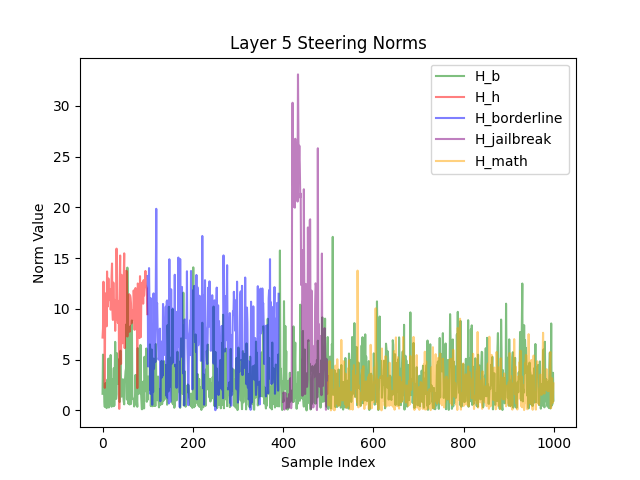 Layer 5 Steering Norms
H_b
H_h
H_borderline
H_jailbreak
H_math
Norm Value
30
25
20
15
10
5
0
0
200
400
600
800
1000
Sample Index